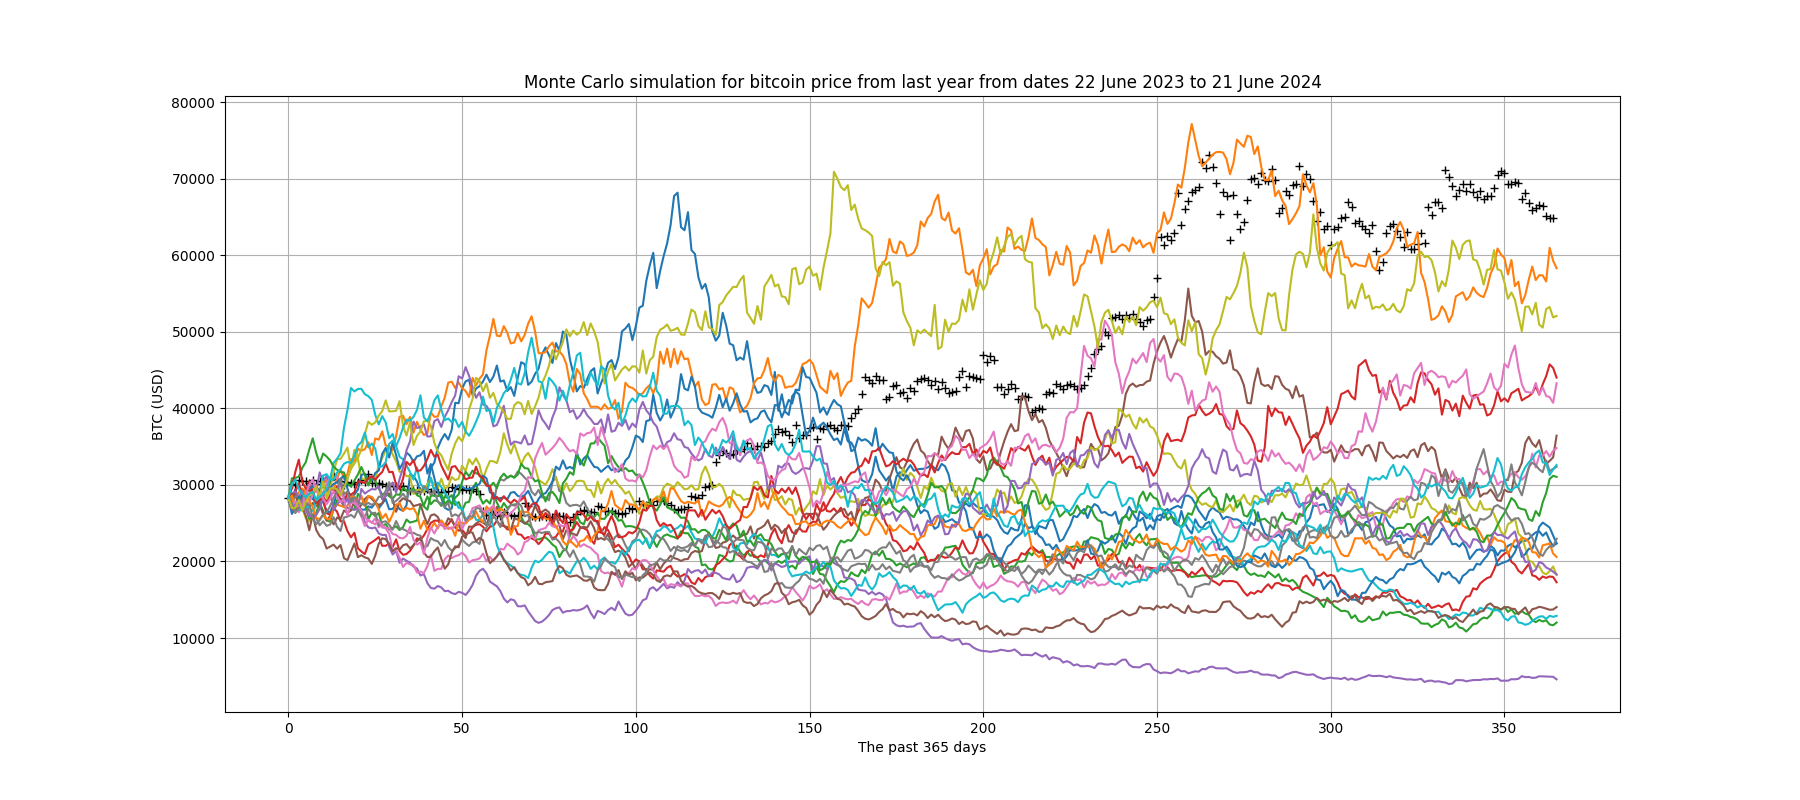 Monte Carlo simulation for bitcoin price from last year from dates 22 June 2023 to 21 June 2024
80000
70000
60000
50000
40000
30000
20000
10000
BTC (USD)
0 50 100 150 200 250 300 350
The past 365 days